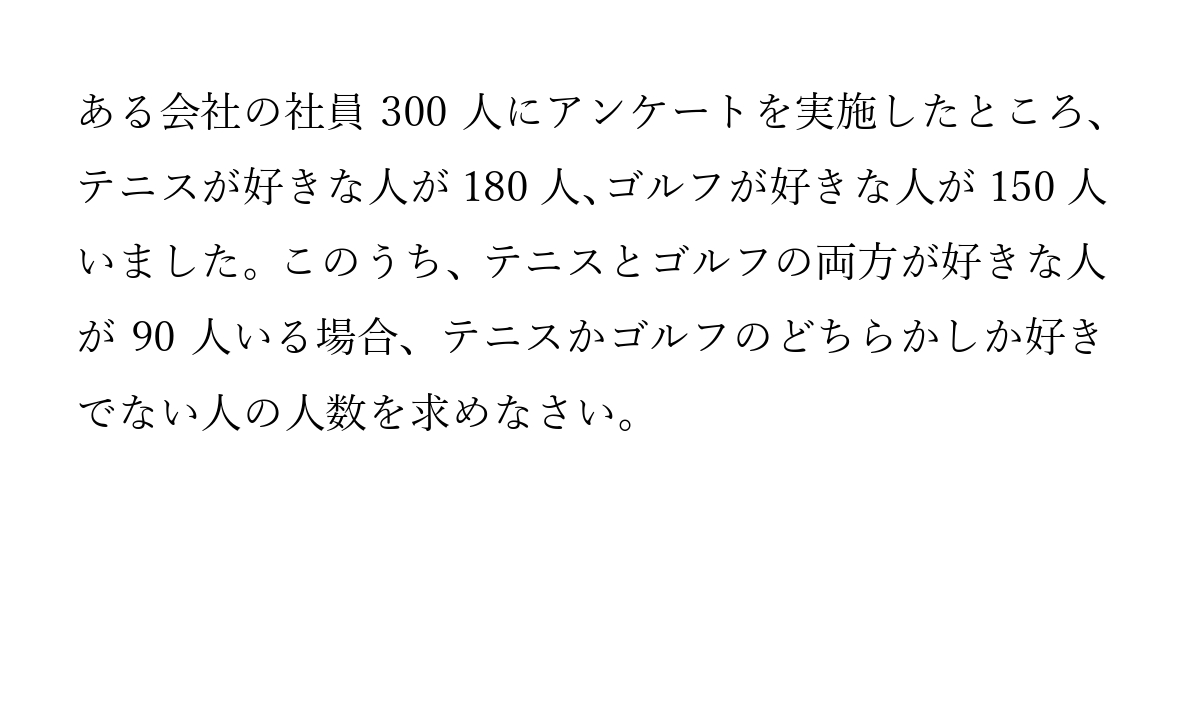 ある会社の社員 300 人にアンケートを実施したところ、
テニスが好きな人が 180 人、ゴルフが好きな人が 150 人
いました。このうち、テニスとゴルフの両方が好きな人
が 90 人いる場合、テニスかゴルフのどちらかしか好き
でない人の人数を求めなさい。